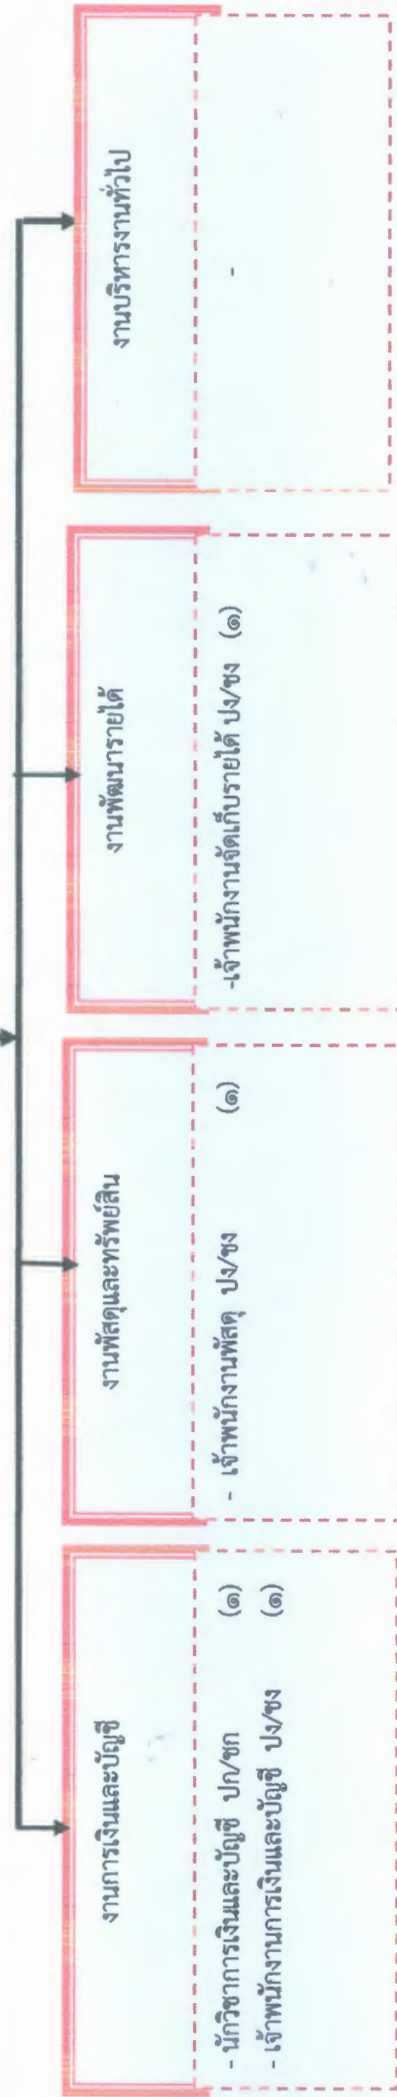 งานการเงินและบัญชี
- นักวิชาการเงินและบัญชี ปก/ชก (๑)
- เจ้าพนักงานการเงินและบัญชี ปง/ชง (๑)
งานพัสดุและทรัพย์สิน
- เจ้าพนักงานพัสดุ ปง/ชง (๑)
งานพัฒนารายได้
-เจ้าพนักงานจัดเก็บรายได้ ปง/ชง (๑)
งานบริหารงานทั่วไป
-